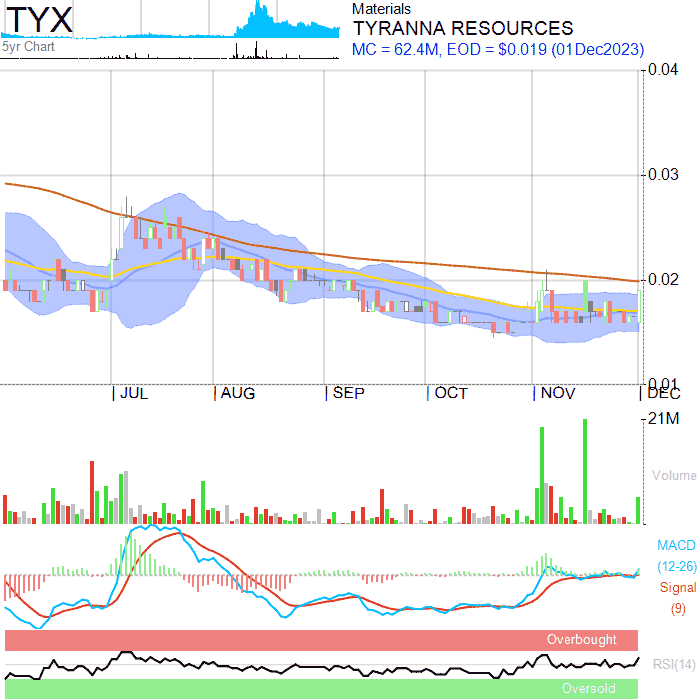 TYX
5yr Chart
Materials
TYRANNA RESOURCES
MC = 62.4M, EOD = $0.019 (01Dec2023)
0.04
0.03
0.02
0.01
JUL AUG SEP OCT NOV DEC
21M
Volume
MACD
(12-26)
Signal
(9)
Overbought
RSI(14)
Oversold